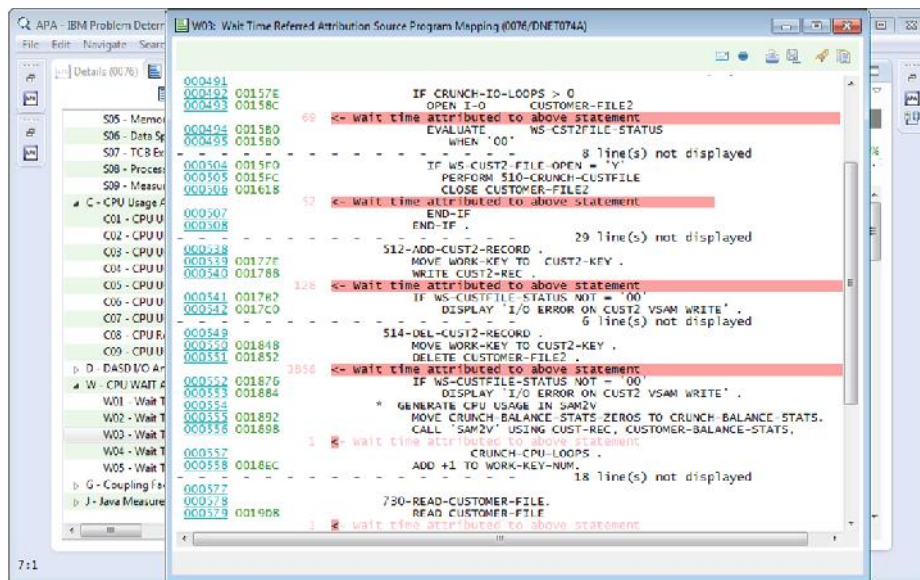 APA - IBM Problem Determ
W03: Wait Time Referred Attribution Source Program Mapping (0076/DNET074A)
File Edit Navigate Searc
Details (0076)
S05 - Memor
S06 - Data Sp
S07 - TCB Ex
S08 - Process
S09 - Measur
C - CPU Usage A
C01 - CPU U
C02 - CPU U
C03 - CPU U
C04 - CPU U
C05 - CPU U
C06 - CPU U
C07 - CPU U
C08 - CPU R
C09 - CPU U
D - DASD I/O An
W - CPU WAIT A
W01 - Wait T
W02 - Wait T
W03 - Wait T
W04 - Wait T
W05 - Wait T
G - Coupling Fac
J - Java Measure
7:1
000491
000492 00157E IF CRUNCH-IO-LOOPS > 0
000493 00158C OPEN I-O CUSTOMER-FILE2
69 <- wait time attributed to above statement
000494 0015B0 EVALUATE WS-CST2FILE-STATUS
000495 0015B0 WHEN '00'
- - - - - - - - - - - - - 8 line(s) not displayed
000504 0015F0 IF WS-CUST2-FILE-OPEN = 'Y'
000505 0015FC PERFORM 510-CRUNCH-CUSTFILE
000506 001618 CLOSE CUSTOMER-FILE2
52 <- wait time attributed to above statement
000507 END-IF
000508 END-IF .
- - - - - - - - - - - - - 29 line(s) not displayed
000538 512-ADD-CUST2-RECORD .
000539 00177E MOVE WORK-KEY TO CUST2-KEY .
000540 001788 WRITE CUST2-REC .
128 <- wait time attributed to above statement
000541 0017B2 IF WS-CUSTFILE-STATUS NOT = '00'
000542 0017C0 DISPLAY 'I/O ERROR ON CUST2 VSAM WRITE' .
- - - - - - - - - - - - - 6 line(s) not displayed
000549 514-DEL-CUST2-RECORD .
000550 001848 MOVE WORK-KEY TO CUST2-KEY .
000551 001852 DELETE CUSTOMER-FILE2 .
<- wait time attributed to above statement
000552 001876 IF WS-CUSTFILE-STATUS NOT = '00'
000553 001884 DISPLAY 'I/O ERROR ON CUST2 VSAM WRITE' .
000554 * GENERATE CPU USAGE IN SAM2V
000555 001892 MOVE CRUNCH-BALANCE-STATS-ZEROS TO CRUNCH-BALANCE-STATS.
000556 001898 CALL 'SAM2V' USING CUST-REC, CUSTOMER-BALANCE-STATS,
1 <- wait time attributed to above statement
000557 CRUNCH-CPU-LOOPS .
000558 0018EC ADD +1 TO WORK-KEY-NUM.
- - - - - - - - - - - - - 18 line(s) not displayed
000577
000578 730-READ-CUSTOMER-FILE.
000579 0019D8 READ CUSTOMER-FILE
<- wait time attributed to above statement